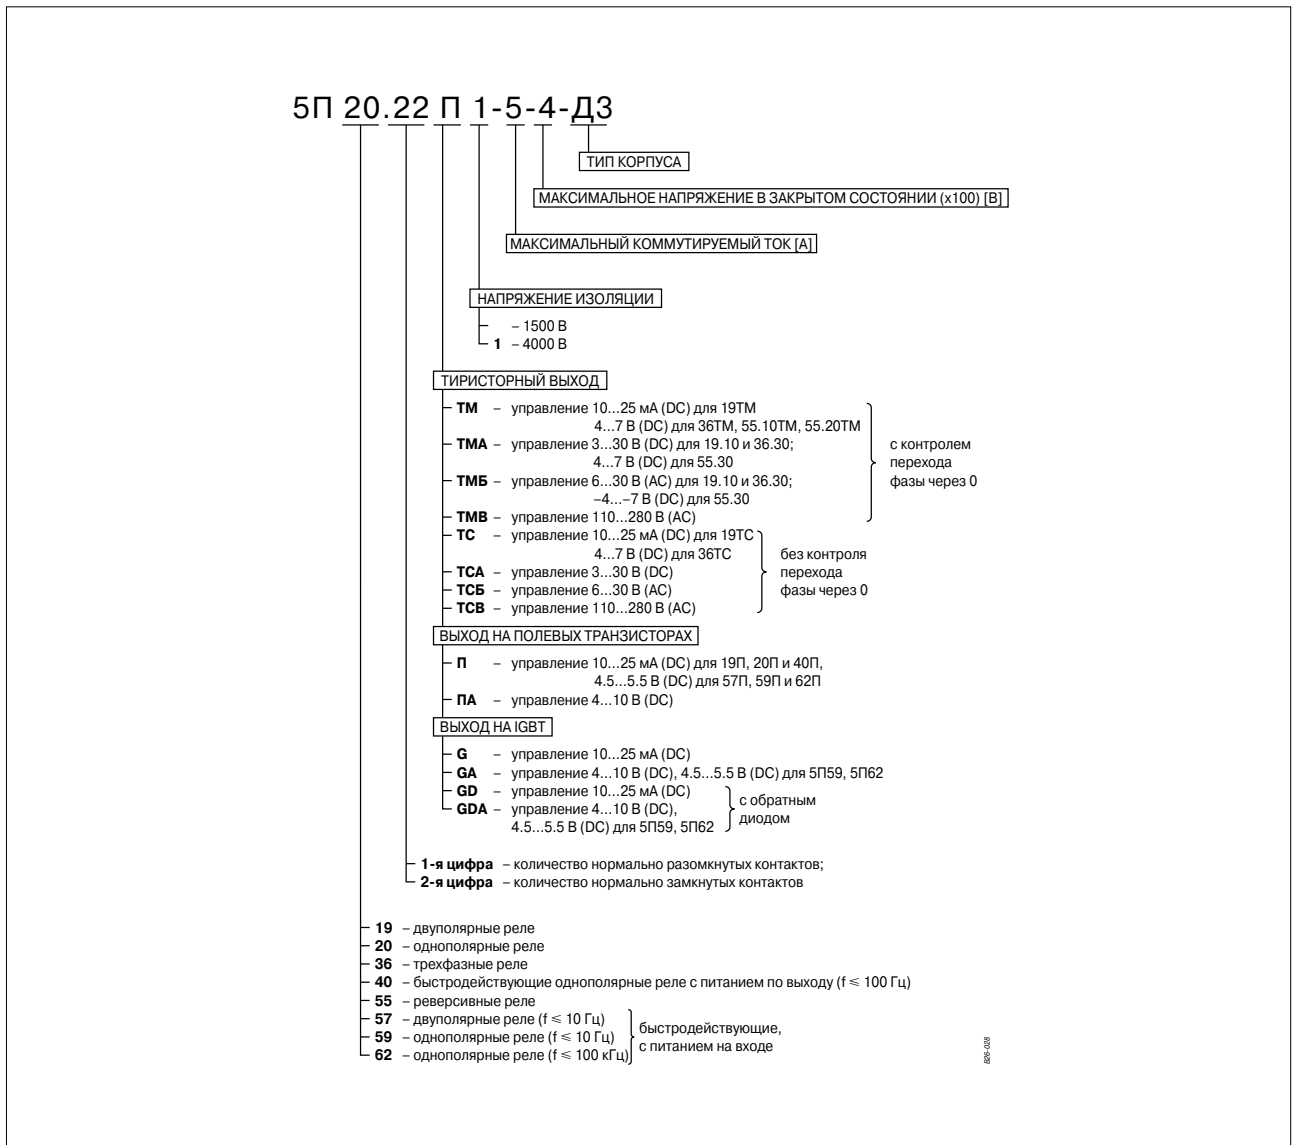 5П 20.22 П 1-5-4-Д3
ТИП КОРПУСА
МАКСИМАЛЬНОЕ НАПРЯЖЕНИЕ В ЗАКРЫТОМ СОСТОЯНИИ (x100) [В]
МАКСИМАЛЬНЫЙ КОММУТИРУЕМЫЙ ТОК [А]
НАПРЯЖЕНИЕ ИЗОЛЯЦИИ
– 1500 В
1 – 4000 В
ТИРИСТОРНЫЙ ВЫХОД
ТМ – управление 10...25 мА (DC) для 19ТМ
4...7 В (DC) для 36ТМ, 55.10ТМ, 55.20ТМ
ТМА – управление 3...30 В (DC) для 19.10 и 36.30;
4...7 В (DC) для 55.30
ТМБ – управление 6...30 В (AC) для 19.10 и 36.30;
–4...–7 В (DC) для 55.30
ТМВ – управление 110...280 В (AC)
с контролем
перехода
фазы через 0
ТС – управление 10...25 мА (DC) для 19ТС
4...7 В (DC) для 36ТС
ТСА – управление 3...30 В (DC)
ТСБ – управление 6...30 В (AC)
ТСВ – управление 110...280 В (AC)
без контроля
перехода
фазы через 0
ВЫХОД НА ПОЛЕВЫХ ТРАНЗИСТОРАХ
П – управление 10...25 мА (DC) для 19П, 20П и 40П,
4.5...5.5 В (DC) для 57П, 59П и 62П
ПА – управление 4...10 В (DC)
ВЫХОД НА IGBT
G – управление 10...25 мА (DC)
GA – управление 4...10 В (DC), 4.5...5.5 В (DC) для 5П59, 5П62
GD – управление 10...25 мА (DC)
GDA – управление 4...10 В (DC),
4.5...5.5 В (DC) для 5П59, 5П62
с обратным
диодом
1-я цифра – количество нормально разомкнутых контактов;
2-я цифра – количество нормально замкнутых контактов
19 – двуполярные реле
20 – однополярные реле
36 – трехфазные реле
40 – быстродействующие однополярные реле с питанием по выходу (f ⩽ 100 Гц)
55 – реверсивные реле
57 – двуполярные реле (f ⩽ 10 Гц)
59 – однополярные реле (f ⩽ 10 Гц)
62 – однополярные реле (f ⩽ 100 кГц)
быстродействующие,
с питанием на входе